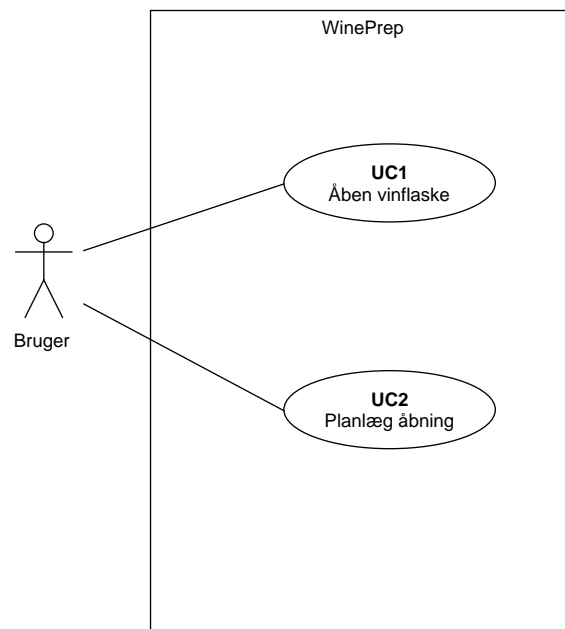 WinePrep
UC1
Åben vinflaske
Bruger
UC2
Planlæg åbning